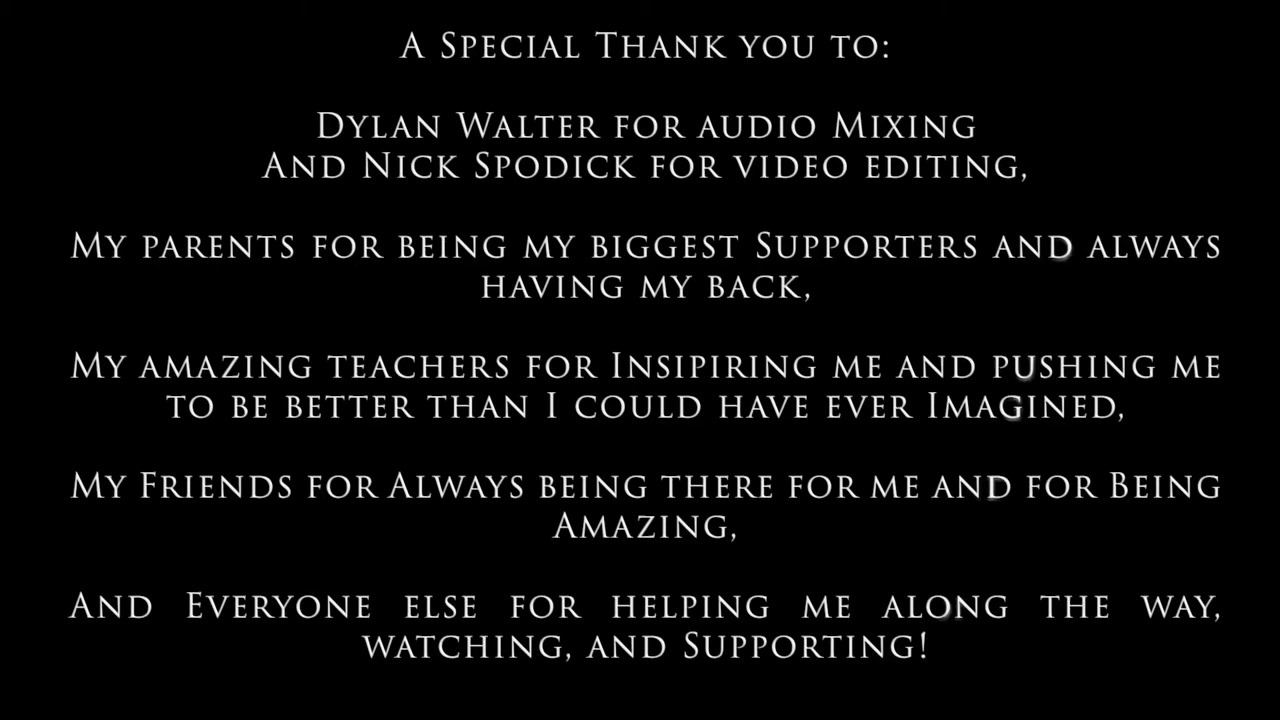 A Special Thank you to:
Dylan Walter for audio Mixing
And Nick Spodick for video editing,
My parents for being my biggest Supporters and always
having my back,
My amazing teachers for Insipiring me and pushing me
to be better than I could have ever Imagined,
My Friends for Always being there for me and for Being
Amazing,
And Everyone else for helping me along the way,
watching, and Supporting!